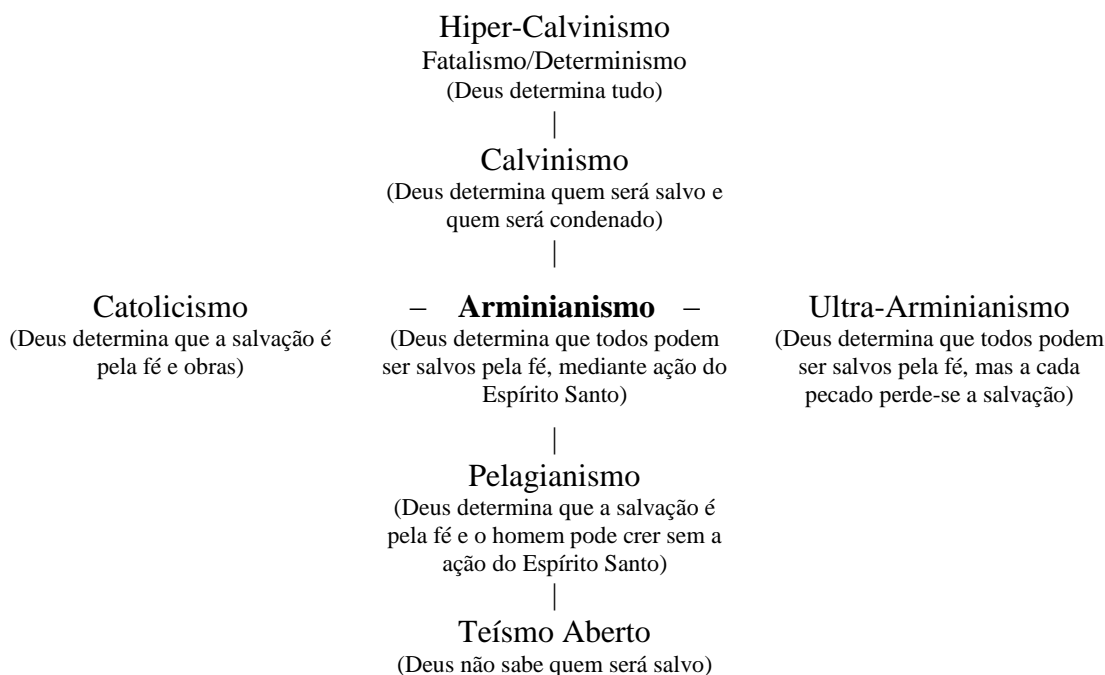 Hiper-Calvinismo
Fatalismo/Determinismo
(Deus determina tudo)
|
Calvinismo
(Deus determina quem será salvo e
quem será condenado)
|
Catolicismo
(Deus determina que a salvação é
pela fé e obras)
– Arminianismo –
(Deus determina que todos podem
ser salvos pela fé, mediante ação do
Espírito Santo)
Ultra-Arminianismo
(Deus determina que todos podem
ser salvos pela fé, mas a cada
pecado perde-se a salvação)
|
Pelagianismo
(Deus determina que a salvação é
pela fé e o homem pode crer sem a
ação do Espírito Santo)
|
Teísmo Aberto
(Deus não sabe quem será salvo)